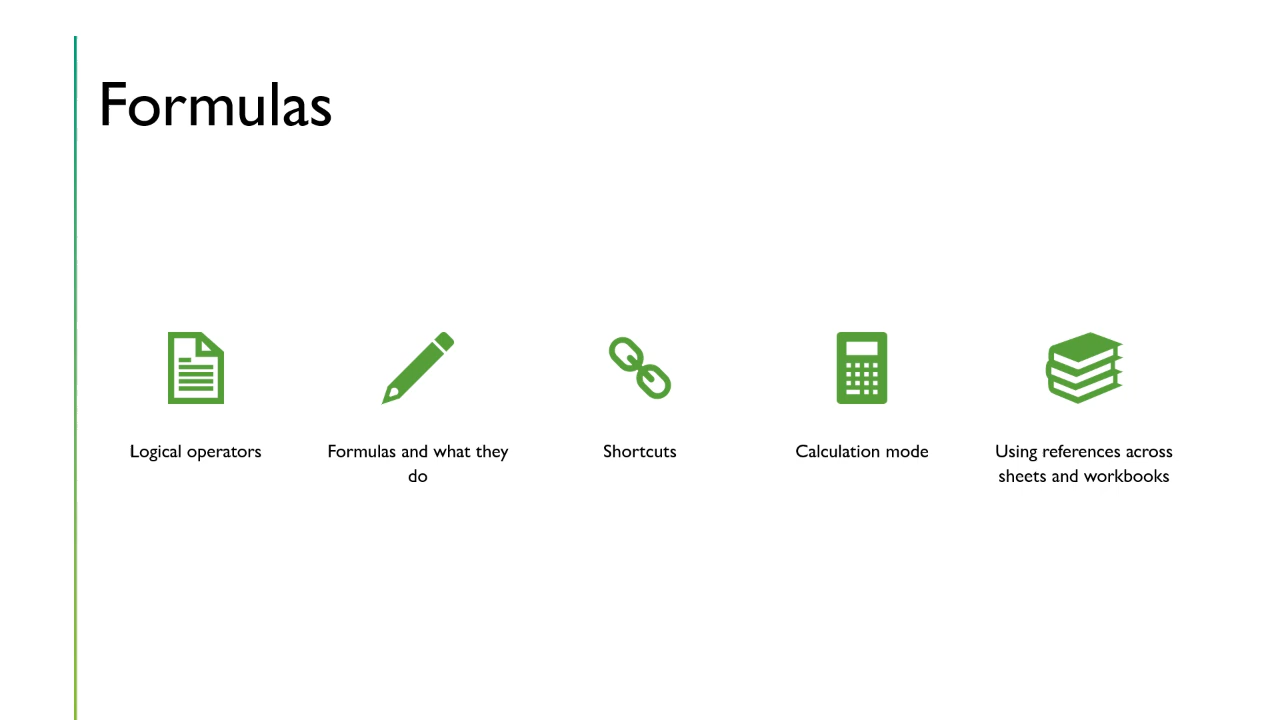 Formulas
Logical operators
Formulas and what they
do
Shortcuts
Calculation mode
Using references across
sheets and workbooks